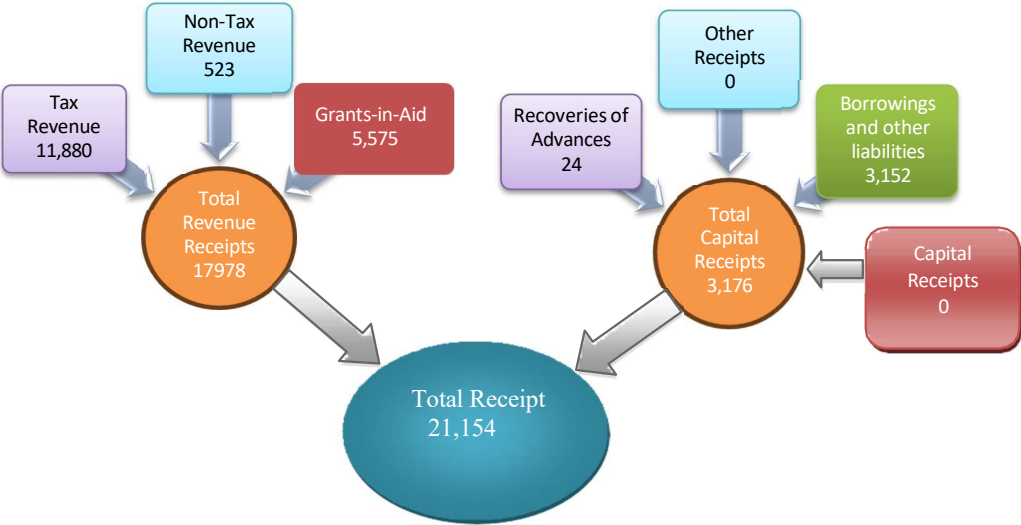 Non-Tax
Revenue
523
Tax
Revenue
11,880
Grants-in-Aid
5,575
Total
Revenue
Receipts
17978
Other
Receipts
0
Recoveries of
Advances
24
Borrowings
and other
liabilities
3,152
Total
Capital
Receipts
3,176
Capital
Receipts
0
Total Receipt
21,154